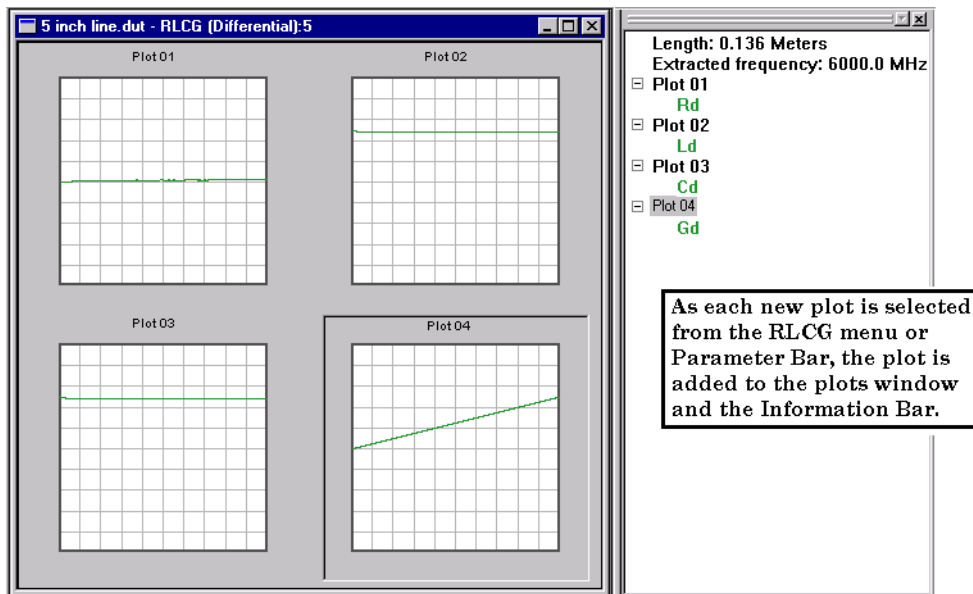 5 inch line.dut - RLCG (Differential):5
Plot 01
Plot 02
Plot 03
Plot 04
Length: 0.136 Meters
Extracted frequency: 6000.0 MHz
Plot 01
Rd
Plot 02
Ld
Plot 03
Cd
Plot 04
Gd
As each new plot is selected
from the RLCG menu or
Parameter Bar, the plot is
added to the plots window
and the Information Bar.